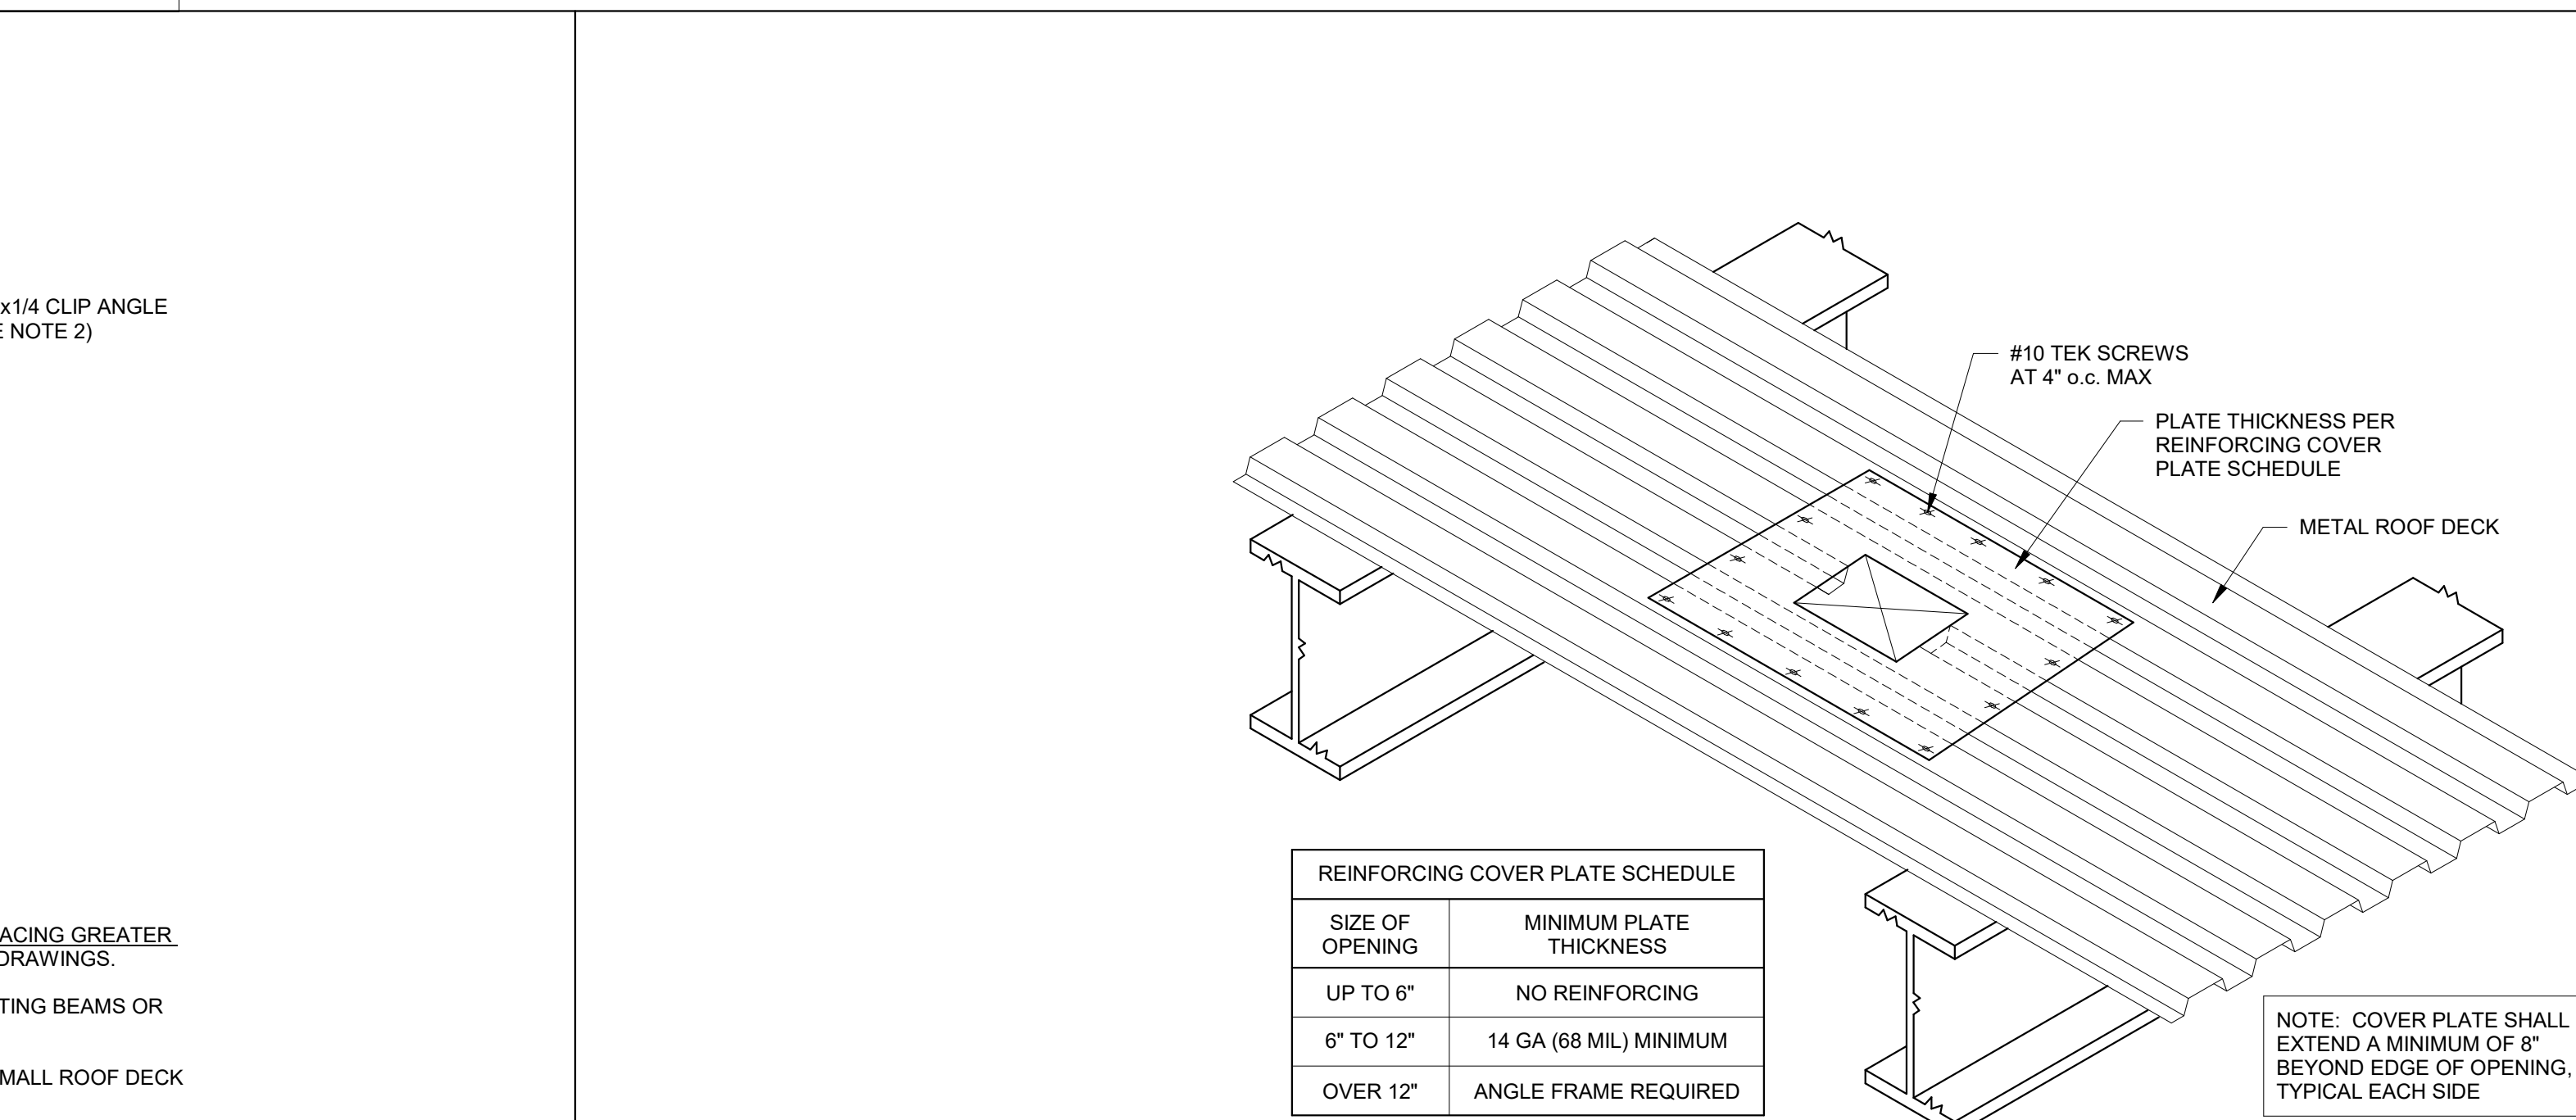 x1/4 CLIP ANGLE
NOTE 2)
ACING GREATER
DRAWINGS.
TING BEAMS OR
MALL ROOF DECK
#10 TEK SCREWS
AT 4" o.c. MAX
PLATE THICKNESS PER
REINFORCING COVER
PLATE SCHEDULE
METAL ROOF DECK
REINFORCING COVER PLATE SCHEDULE
SIZE OF
OPENING
MINIMUM PLATE
THICKNESS
UP TO 6"
NO REINFORCING
6" TO 12"
14 GA (68 MIL) MINIMUM
OVER 12"
ANGLE FRAME REQUIRED
NOTE: COVER PLATE SHALL
EXTEND A MINIMUM OF 8"
BEYOND EDGE OF OPENING,
TYPICAL EACH SIDE